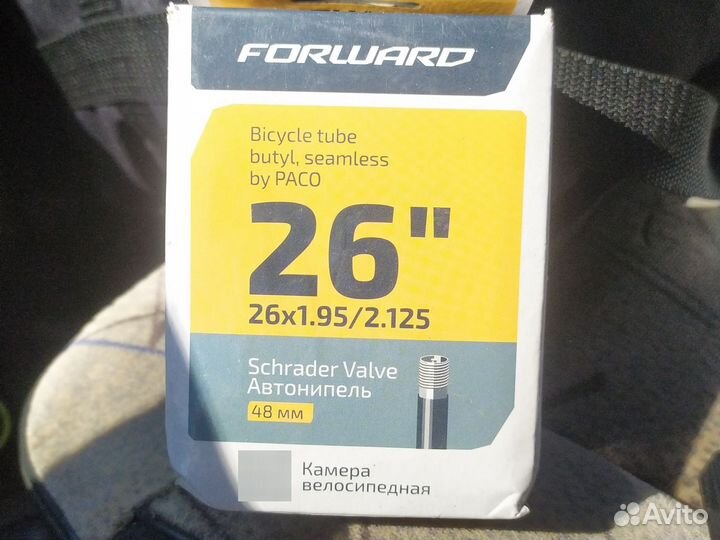 FORWARD
Bicycle tube
butyl, seamless
by PACO
26"
26x1.95/2.125
Schrader Valve
Автонипель
48 мм
Камера
велосипедная
Avito